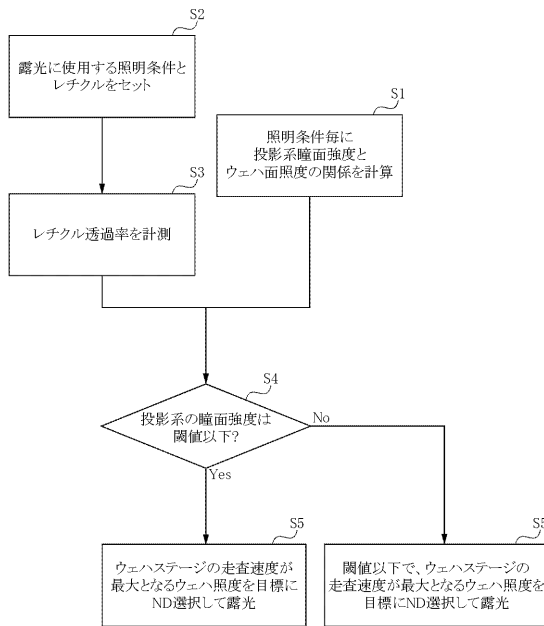 S2
露光に使用する照明条件と
レチクルをセット
S1
照明条件毎に
投影系瞳面強度と
ウェハ面照度の関係を計算
S3
レチクル透過率を計測
S4
投影系の瞳面強度は
閾値以下?
No
Yes
S5
ウェハステージの走査速度が
最大となるウェハ照度を目標に
ND選択して露光
S5
閾値以下で、ウェハステージの
走査速度が最大となるウェハ照度を
目標にND選択して露光